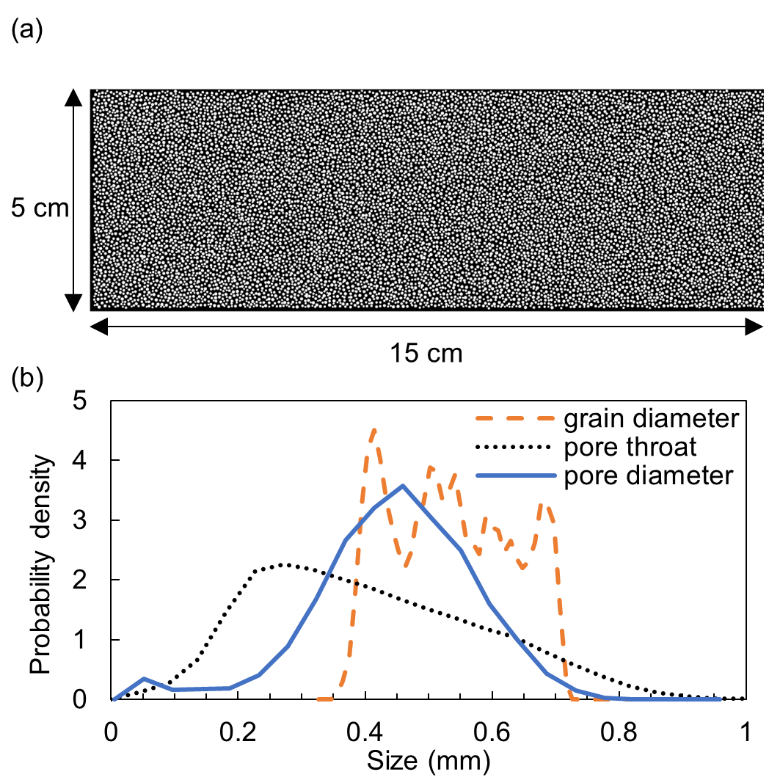 (a)
5 cm
15 cm
(b)
5
4
3
2
1
0
Probability density
grain diameter
pore throat
pore diameter
0 0.2 0.4 0.6 0.8 1
Size (mm)